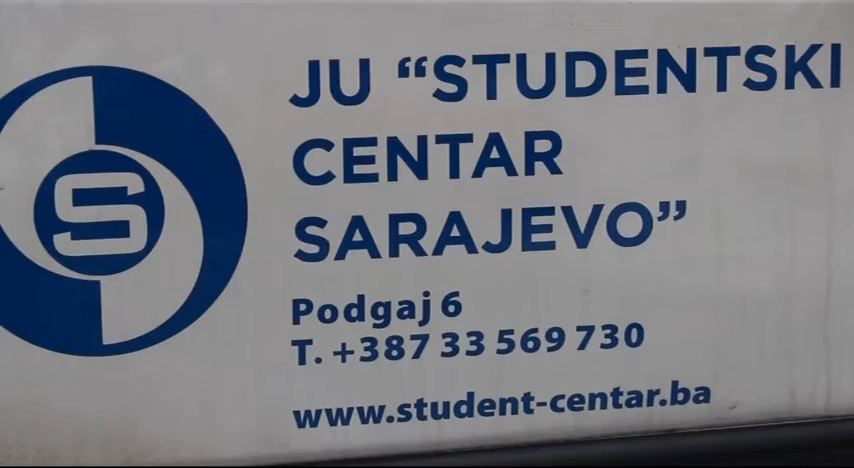 S
JU “STUDENTSKI
CENTAR
SARAJEVO”
Podgaj 6
T. +387 33 569 730
www.student-centar.ba